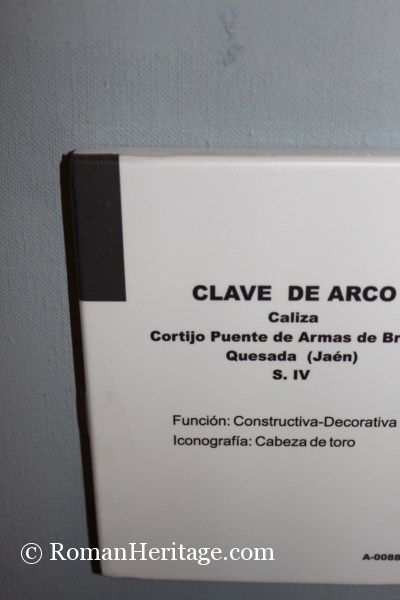 CLAVE DE ARCO
Caliza
Cortijo Puente de Armas de
Quesada (Jaén)
S. IV
Función: Constructiva-Decorativa
Iconografía: Cabeza de toro
A-0088
© RomanHeritage.com